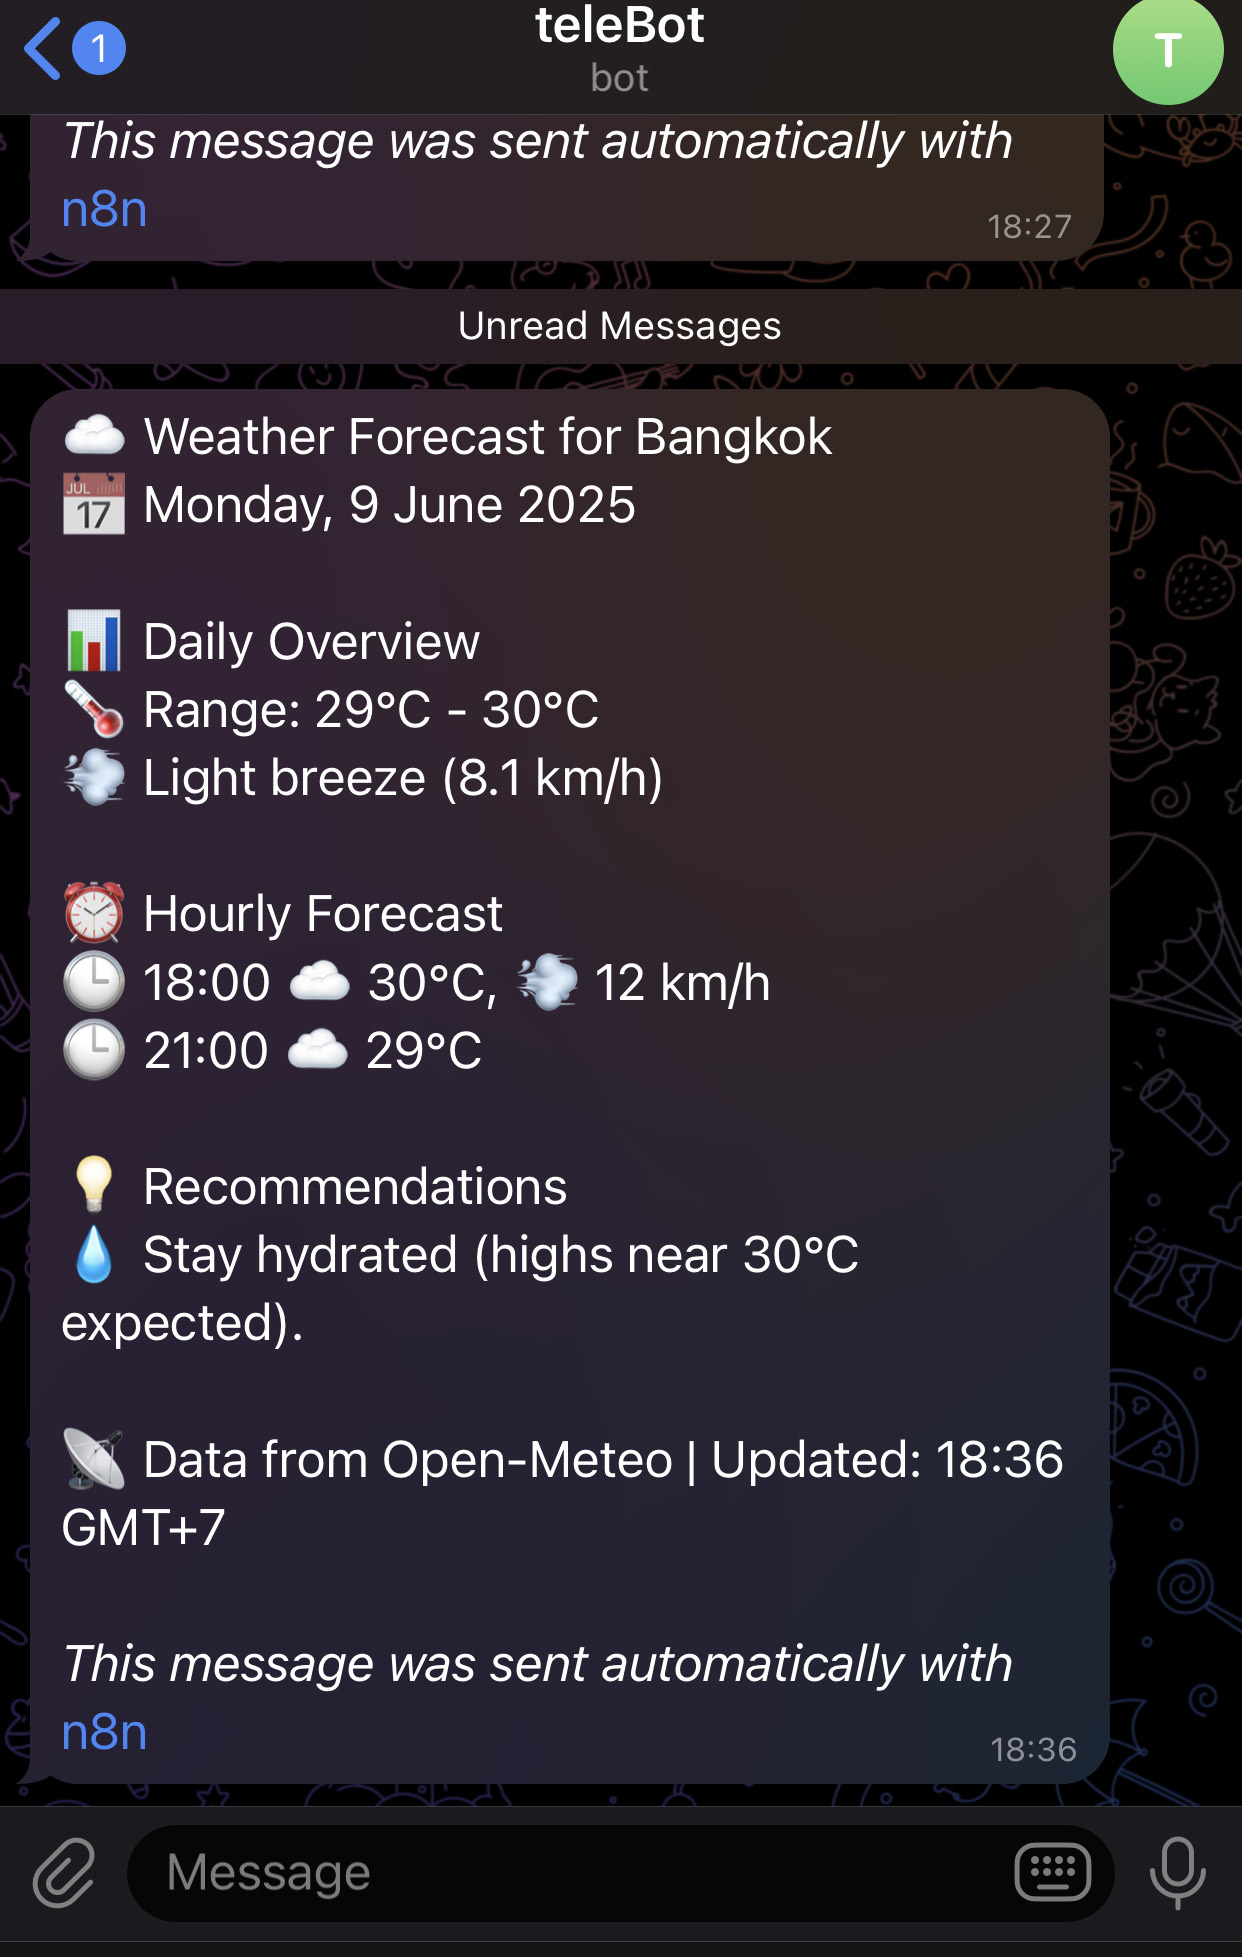 1
teleBot
bot
T
This message was sent automatically with
n8n
18:27
Unread Messages
☁️ Weather Forecast for Bangkok
📅 Monday, 9 June 2025
📊 Daily Overview
🌡️ Range: 29°C - 30°C
💨 Light breeze (8.1 km/h)
⏰ Hourly Forecast
🕒 18:00 ☁️ 30°C, 💨 12 km/h
🕒 21:00 ☁️ 29°C
💡 Recommendations
💧 Stay hydrated (highs near 30°C
expected).
📡 Data from Open-Meteo | Updated: 18:36
GMT+7
This message was sent automatically with
n8n
18:36
Message